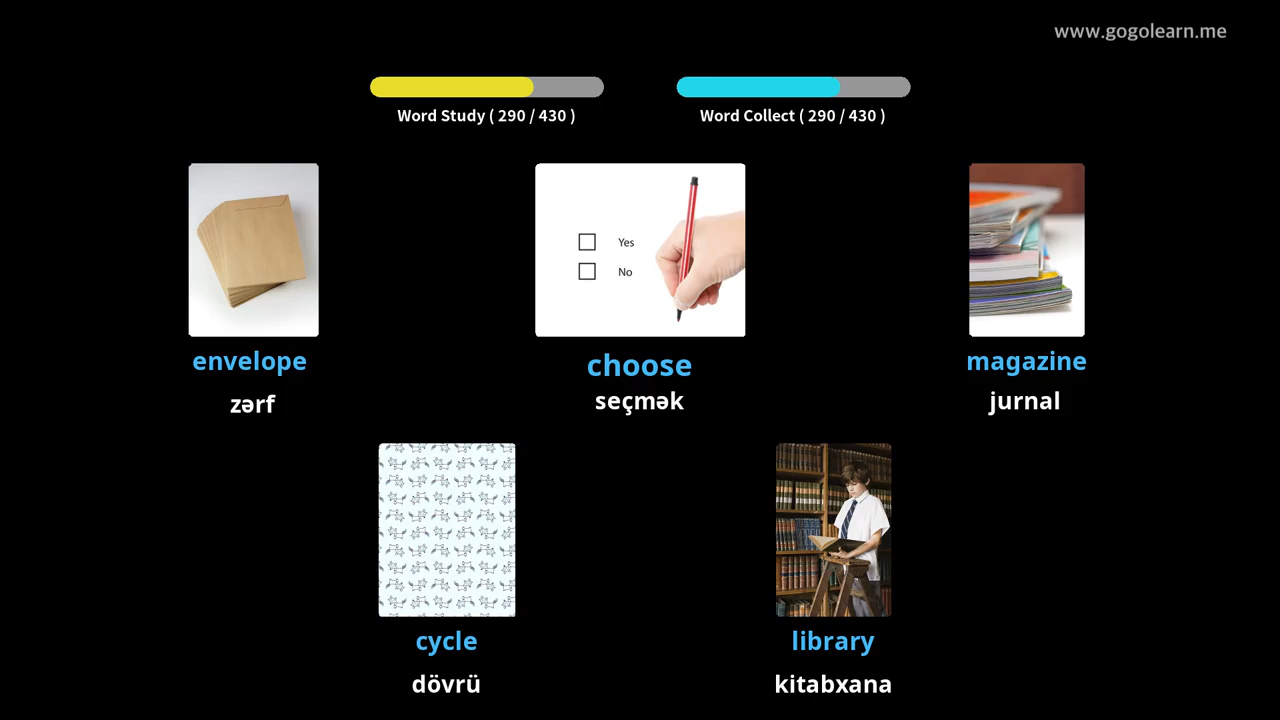 www.gogolearn.me
Word Study ( 290 / 430 )
Word Collect ( 290 / 430 )
Yes
No
envelope
zərf
choose
seçmək
magazine
jurnal
cycle
dövrü
library
kitabxana